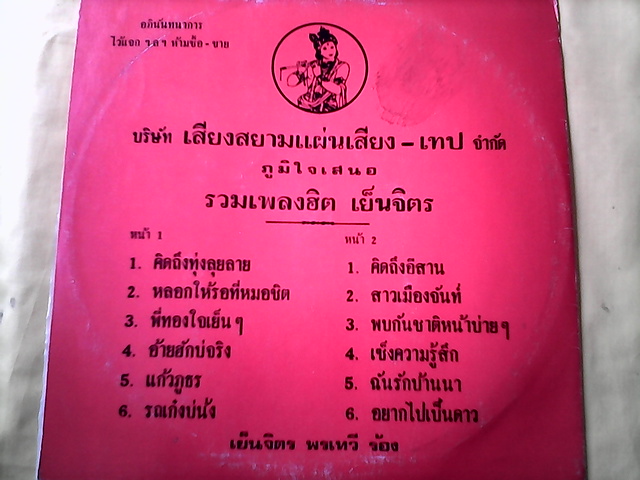 อภินันทนาการ
ไว้แจก ฯลฯ ห้ามซื้อ - ขาย
บริษัท เสียงสยามแผ่นเสียง - เทป จำกัด
ภูมิใจเสนอ
รวมเพลงฮิต เย็นจิตร
หน้า 1
1. คิดถึงทุ่งลุยลาย
2. หลอกให้รอที่หมอชิต
3. พี่ทองใจเย็น ๆ
4. อ้ายฮักบ่จริง
5. แก้วภูธร
6. รถเก๋งบ่นั่ง
หน้า 2
1. คิดถึงอีสาน
2. สาวเมืองจันท์
3. พบกันชาติหน้าบ่าย ๆ
4. เซ็งความรู้สึก
5. ฉันรักบ้านนา
6. อยากไปเป็นดาว
เย็นจิตร พรเทวี ร้อง